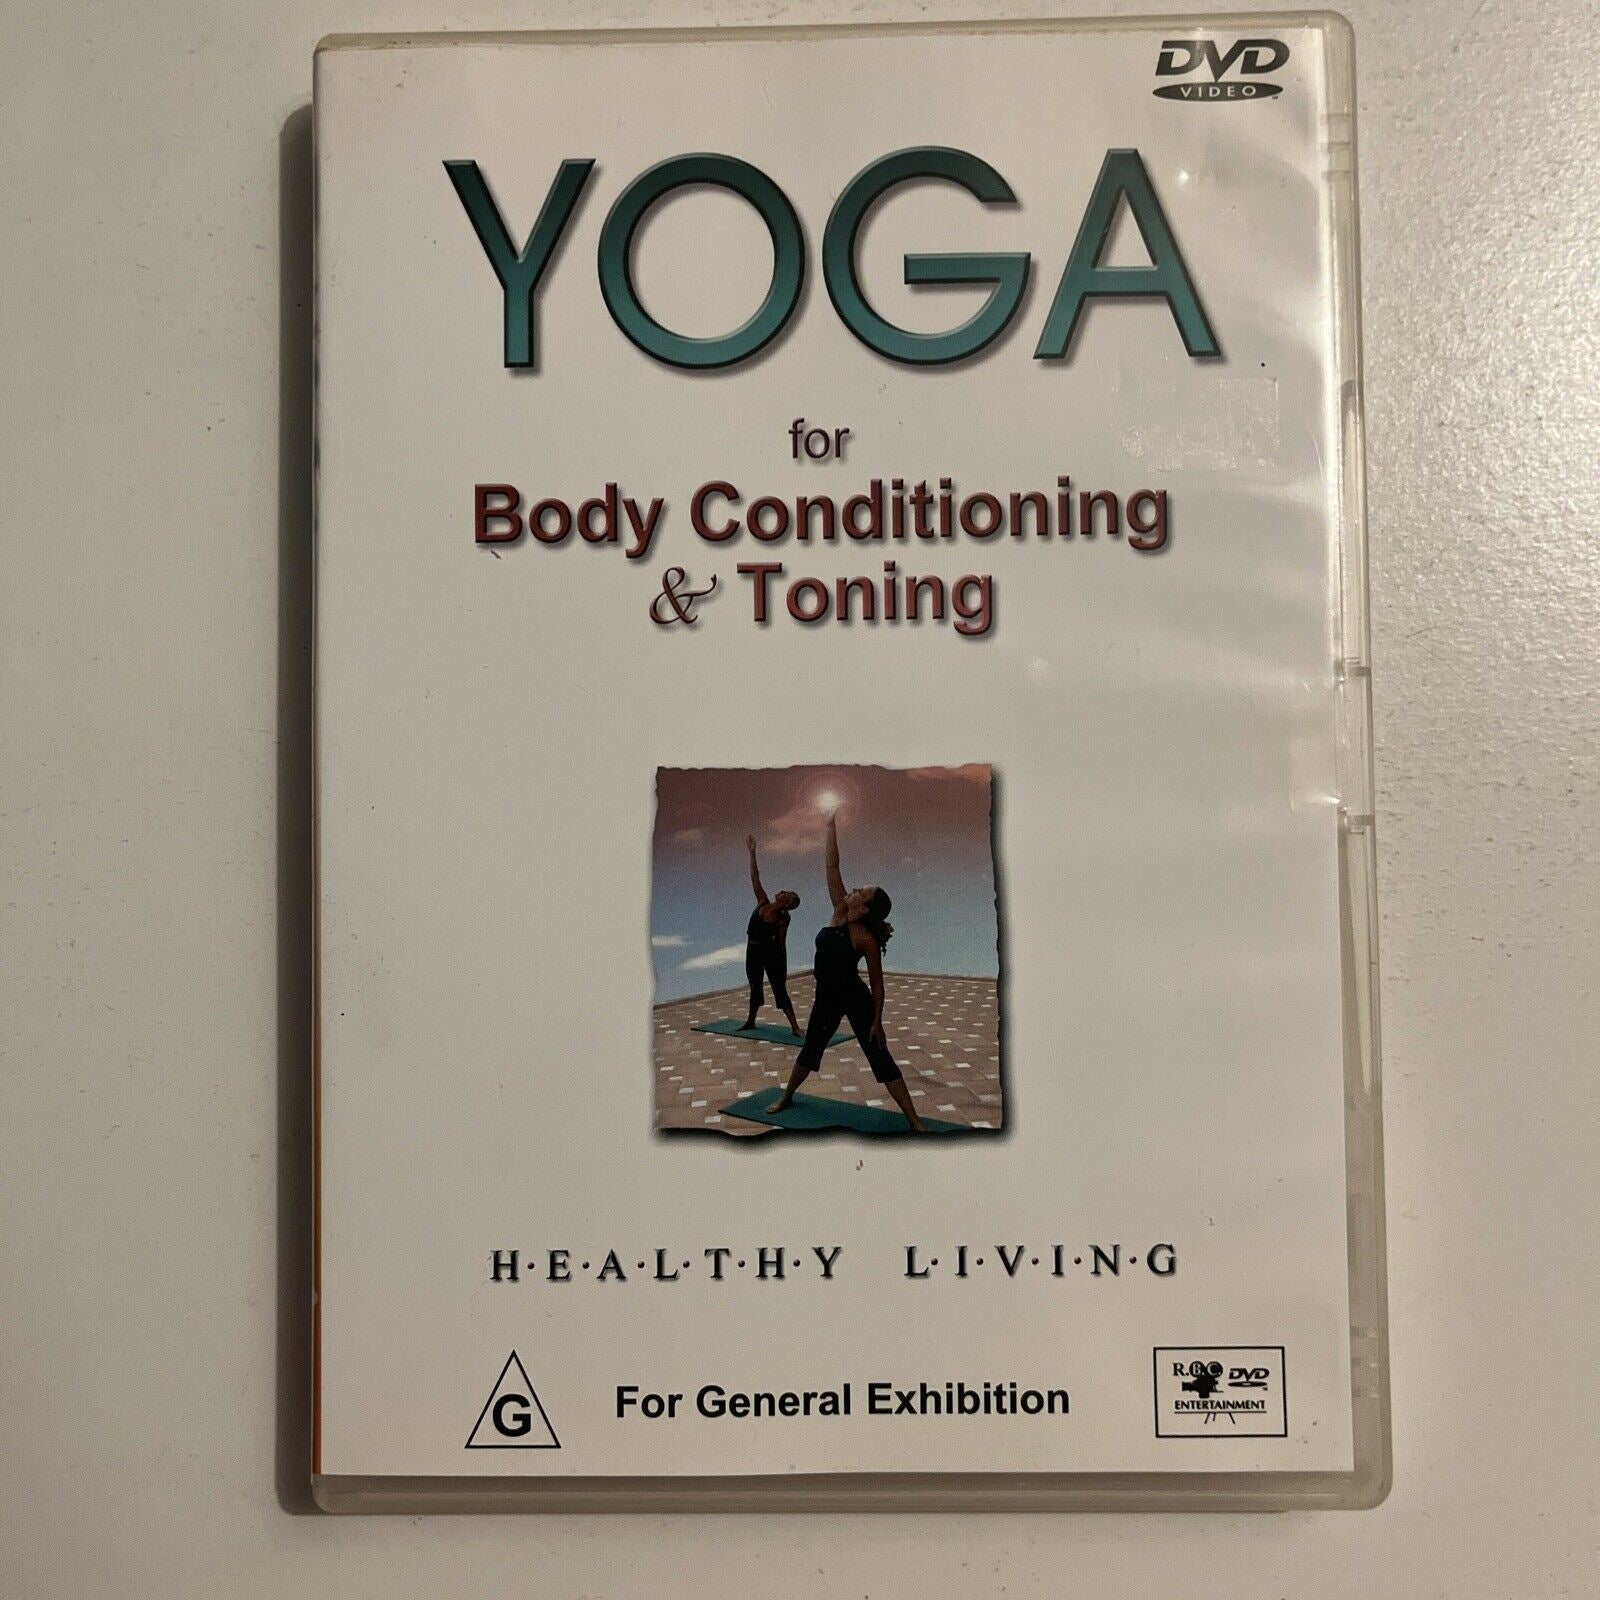 DVD
VIDEO
YOGA
for
Body Conditioning
& Toning
H·E·A·L·T·H·Y L·I·V·I·N·G
G
For General Exhibition
R.B.C. DVD
ENTERTAINMENT